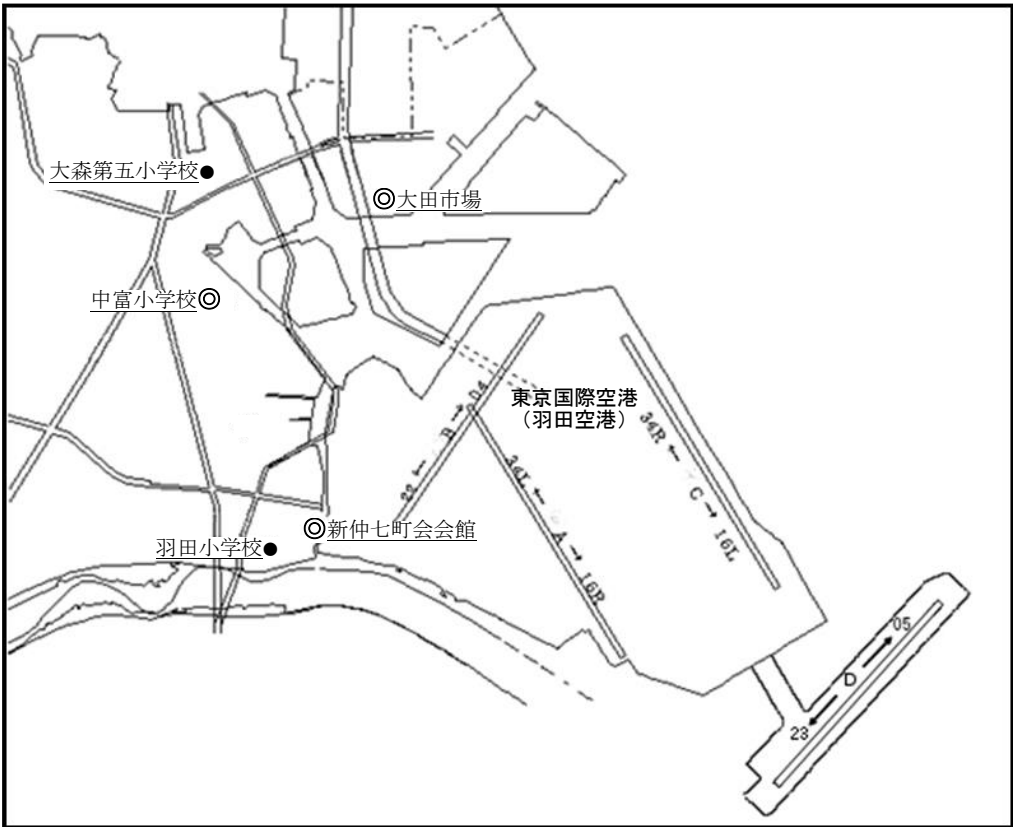 大森第五小学校●
◎大田市場
中富小学校◎
東京国際空港
（羽田空港）
22 ← B → 04
34L ← A → 16R
34R ← C → 16L
◎新仲七町会会館
羽田小学校●
05
D
23